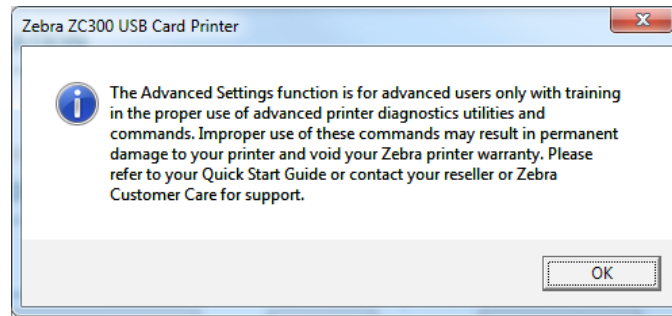 Zebra ZC300 USB Card Printer
The Advanced Settings function is for advanced users only with training
in the proper use of advanced printer diagnostics utilities and
commands. Improper use of these commands may result in permanent
damage to your printer and void your Zebra printer warranty. Please
refer to your Quick Start Guide or contact your reseller or Zebra
Customer Care for support.
OK